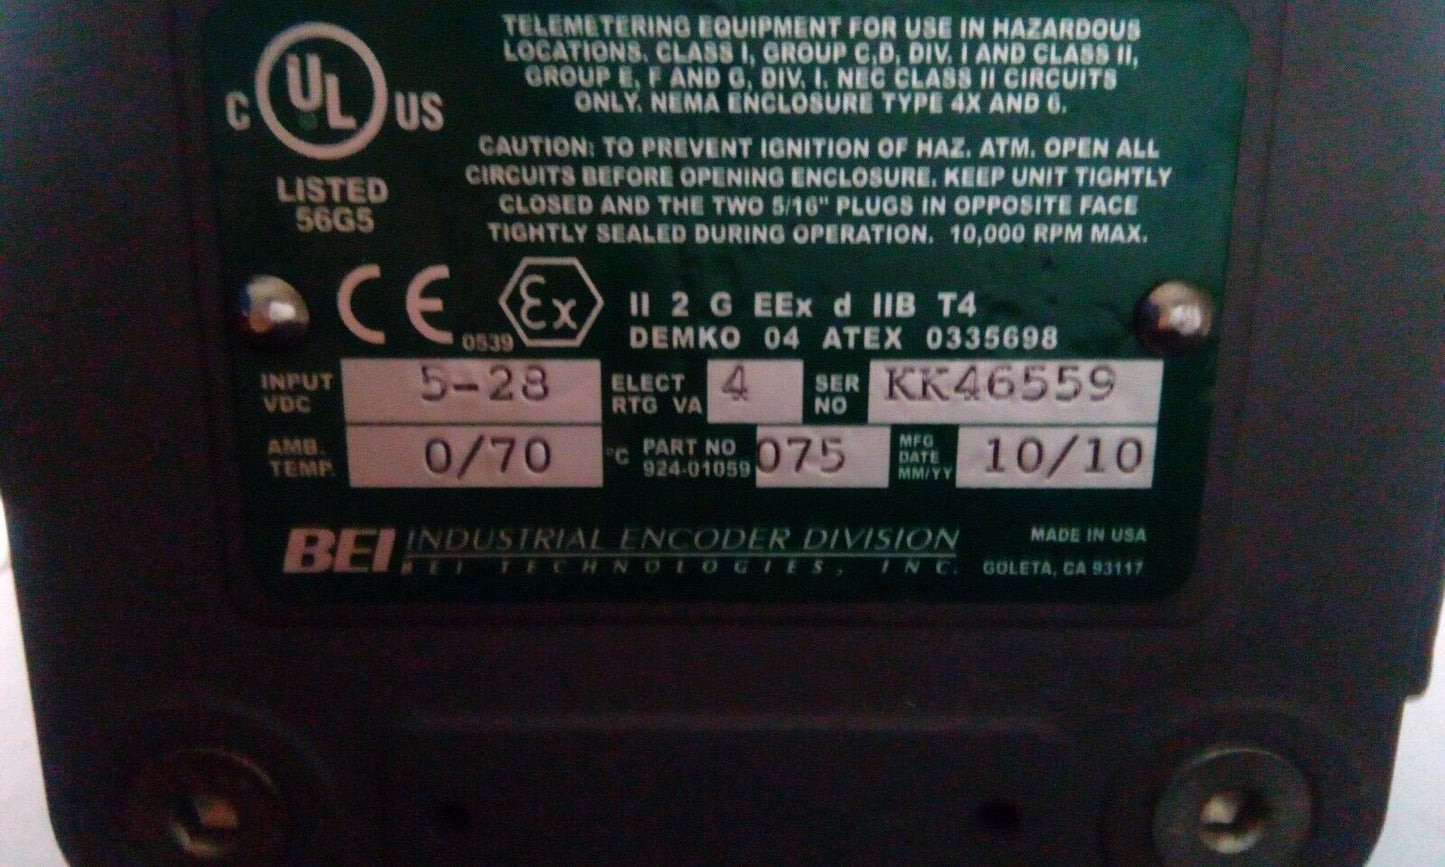 TELEMETERING EQUIPMENT FOR USE IN HAZARDOUS
LOCATIONS. CLASS I, GROUP C,D, DIV. I AND CLASS II,
GROUP E, F AND G, DIV. I. NEC CLASS II CIRCUITS
ONLY. NEMA ENCLOSURE TYPE 4X AND 6.
C UL US
LISTED
56G5
CAUTION: TO PREVENT IGNITION OF HAZ. ATM. OPEN ALL
CIRCUITS BEFORE OPENING ENCLOSURE. KEEP UNIT TIGHTLY
CLOSED AND THE TWO 5/16" PLUGS IN OPPOSITE FACE
TIGHTLY SEALED DURING OPERATION. 10,000 RPM MAX.
CE 0539 Ex II 2 G EEx d IIB T4
DEMKO 04 ATEX 0335698
INPUT VDC 5-28 ELECT RTG VA 4 SER NO KK46559
AMB. TEMP. 0/70 °C PART NO 924-01059 075 MFG DATE MM/YY 10/10
BEI INDUSTRIAL ENCODER DIVISION MADE IN USA
BEI TECHNOLOGIES, INC. GOLETA, CA 93117